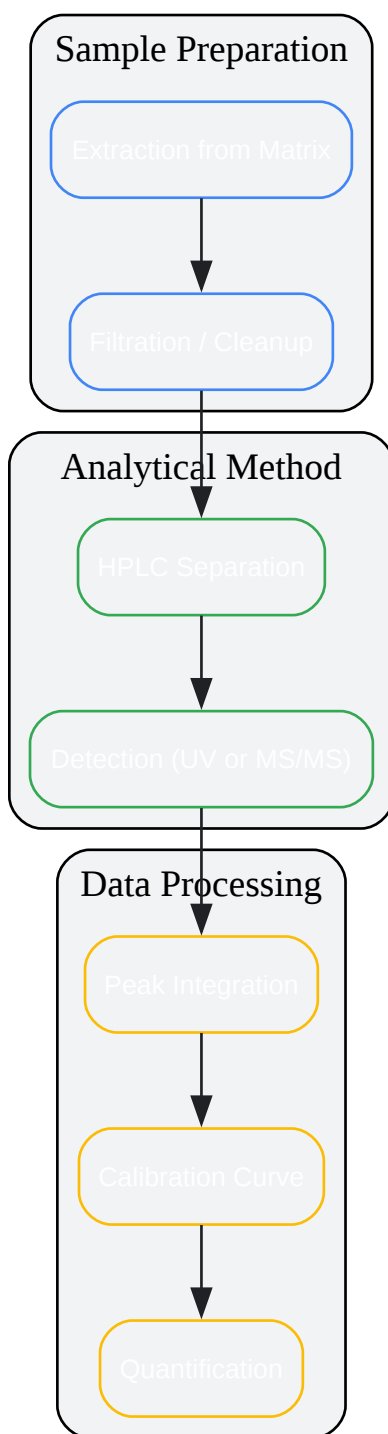 Sample Preparation
Extraction from Matrix
Filtration / Cleanup
Analytical Method
HPLC Separation
Detection (UV or MS/MS)
Data Processing
Peak Integration
Calibration Curve
Quantification